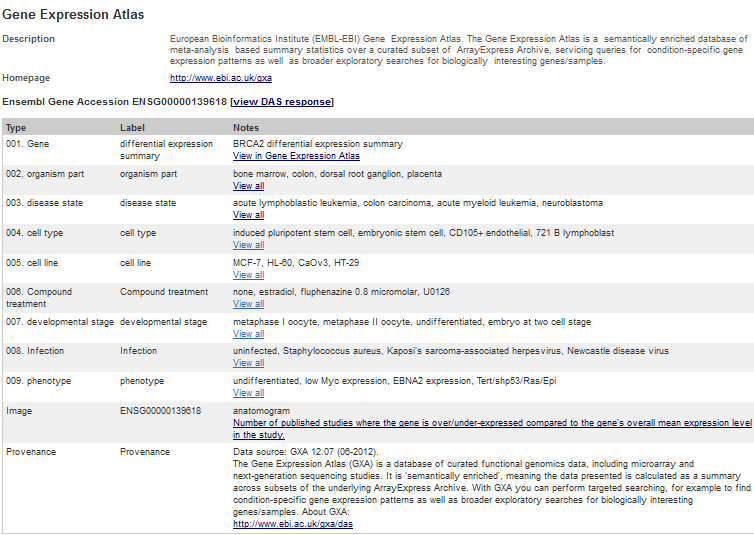 Gene Expression Atlas
Description European Bioinformatics Institute (EMBL-EBI) Gene Expression Atlas. The Gene Expression Atlas is a semantically enriched database of
meta-analysis based summary statistics over a curated subset of ArrayExpress Archive, servicing queries for condition-specific gene
expression patterns as well as broader exploratory searches for biologically interesting genes/samples.
Homepage http://www.ebi.ac.uk/gxa
Ensembl Gene Accession ENSG00000139618 [view DAS response]
Type Label Notes
001. Gene differential expression BRCA2 differential expression summary
summary View in Gene Expression Atlas
002. organism part organism part bone marrow, colon, dorsal root ganglion, placenta
View all
003. disease state disease state acute lymphoblastic leukemia, colon carcinoma, acute myeloid leukemia, neuroblastoma
View all
004. cell type cell type induced pluripotent stem cell, embryonic stem cell, CD105+ endothelial, 721 B lymphoblast
View all
005. cell line cell line MCF-7, HL-60, CaOv3, HT-29
View all
006. Compound Compound treatment none, estradiol, fluphenazine 0.8 micromolar, U0126
treatment View all
007. developmental stage developmental stage metaphase I oocyte, metaphase II oocyte, undifferentiated, embryo at two cell stage
View all
008. Infection Infection uninfected, Staphylococcus aureus, Kaposi's sarcoma-associated herpesvirus, Newcastle disease virus
View all
009. phenotype phenotype undifferentiated, low Myc expression, EBNA2 expression, Tert/shp53/Ras/Epi
View all
Image ENSG00000139618 anatomogram
Number of published studies where the gene is over/under-expressed compared to the gene's overall mean expression level
in the study.
Provenance Provenance Data source: GXA 12.07 (06-2012).
The Gene Expression Atlas (GXA) is a database of curated functional genomics data, including microarray and
next-generation sequencing studies. It is 'semantically enriched', meaning the data presented is calculated as a summary
across subsets of the underlying ArrayExpress Archive. With GXA you can perform targeted searching, for example to find
condition-specific gene expression patterns as well as broader exploratory searches for biologically interesting
genes/samples. About GXA:
http://www.ebi.ac.uk/gxa/das